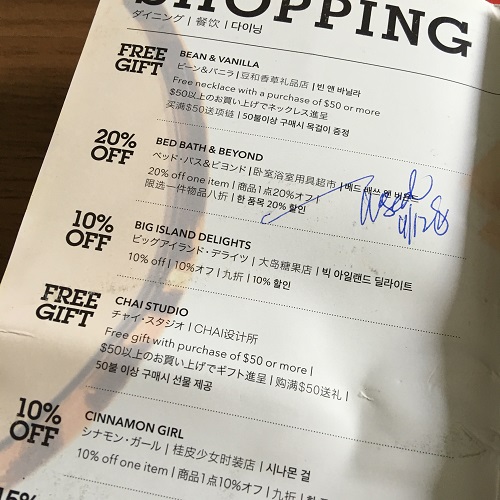 SHOPPING
ダイニング | 餐饮 | 다이닝
FREE
GIFT
BEAN & VANILLA
ビーン&バニラ | 豆和香草礼品店 | 빈 앤 바닐라
Free necklace with a purchase of $50 or more
$50以上のお買い上げでネックレス進呈
买满$50送项链 | 50불이상 구매시 목걸이 증정
20%
OFF
BED BATH & BEYOND
ベッド・バス&ビヨンド | 卧室浴室用具超市 | 배드 배쓰 앤 비욘드
20% off one item | 商品1点20%オフ
限选一件物品八折 | 한 품목 20% 할인
Used
4/12
10%
OFF
BIG ISLAND DELIGHTS
ビッグアイランド・デライツ | 大岛糖果店 | 빅 아일랜드 딜라이트
10% off | 10%オフ | 九折 | 10% 할인
FREE
GIFT
CHAI STUDIO
チャイ・スタジオ | CHAI设计所
Free gift with purchase of $50 or more |
$50以上のお買い上げでギフト進呈 | 购满$50送礼 |
50불 이상 구매시 선물 제공
10%
OFF
CINNAMON GIRL
シナモン・ガール | 桂皮少女时装店 | 시나몬 걸
10% off one item | 商品1点10%オフ | 九折 |
15%